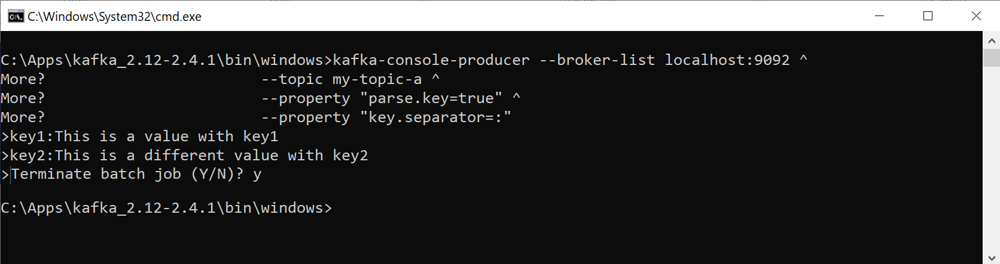 C:\Windows\System32\cmd.exe
C:\Apps\kafka_2.12-2.4.1\bin\windows>kafka-console-producer --broker-list localhost:9092 ^
More?                        --topic my-topic-a ^
More?                        --property "parse.key=true" ^
More?                        --property "key.separator=:"
>key1:This is a value with key1
>key2:This is a different value with key2
>Terminate batch job (Y/N)? y
C:\Apps\kafka_2.12-2.4.1\bin\windows>